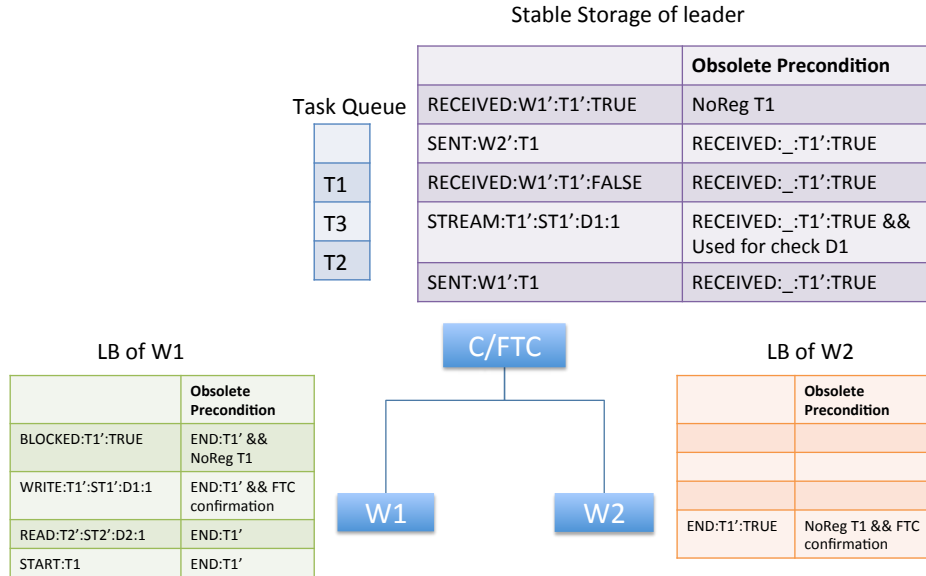 Stable Storage of leader
Obsolete Precondition
RECEIVED:W1’:T1’:TRUE NoReg T1
SENT:W2’:T1 RECEIVED:_:T1’:TRUE
RECEIVED:W1’:T1’:FALSE RECEIVED:_:T1’:TRUE
STREAM:T1’:ST1’:D1:1 RECEIVED:_:T1’:TRUE &&
Used for check D1
SENT:W1’:T1 RECEIVED:_:T1’:TRUE
Task Queue
T1
T3
T2
C/FTC
W1
W2
LB of W1
Obsolete
Precondition
BLOCKED:T1’:TRUE END:T1’ &&
NoReg T1
WRITE:T1’:ST1’:D1:1 END:T1’ && FTC
confirmation
READ:T2’:ST2’:D2:1 END:T1’
START:T1 END:T1’
LB of W2
Obsolete
Precondition
END:T1’:TRUE NoReg T1 && FTC
confirmation